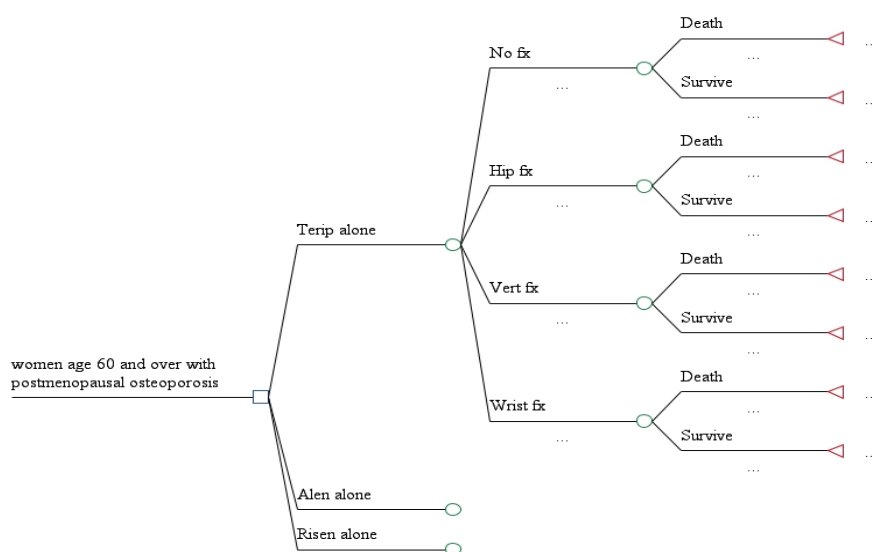 Death
No fx
...
...
Survive
...
...
...
Death
Hip fx
...
...
Survive
...
...
...
Terip alone
Death
Vert fx
...
...
Survive
...
...
...
women age 60 and over with
postmenopausal osteoporosis
Death
Wrist fx
...
...
Survive
...
...
...
Alen alone
Risen alone